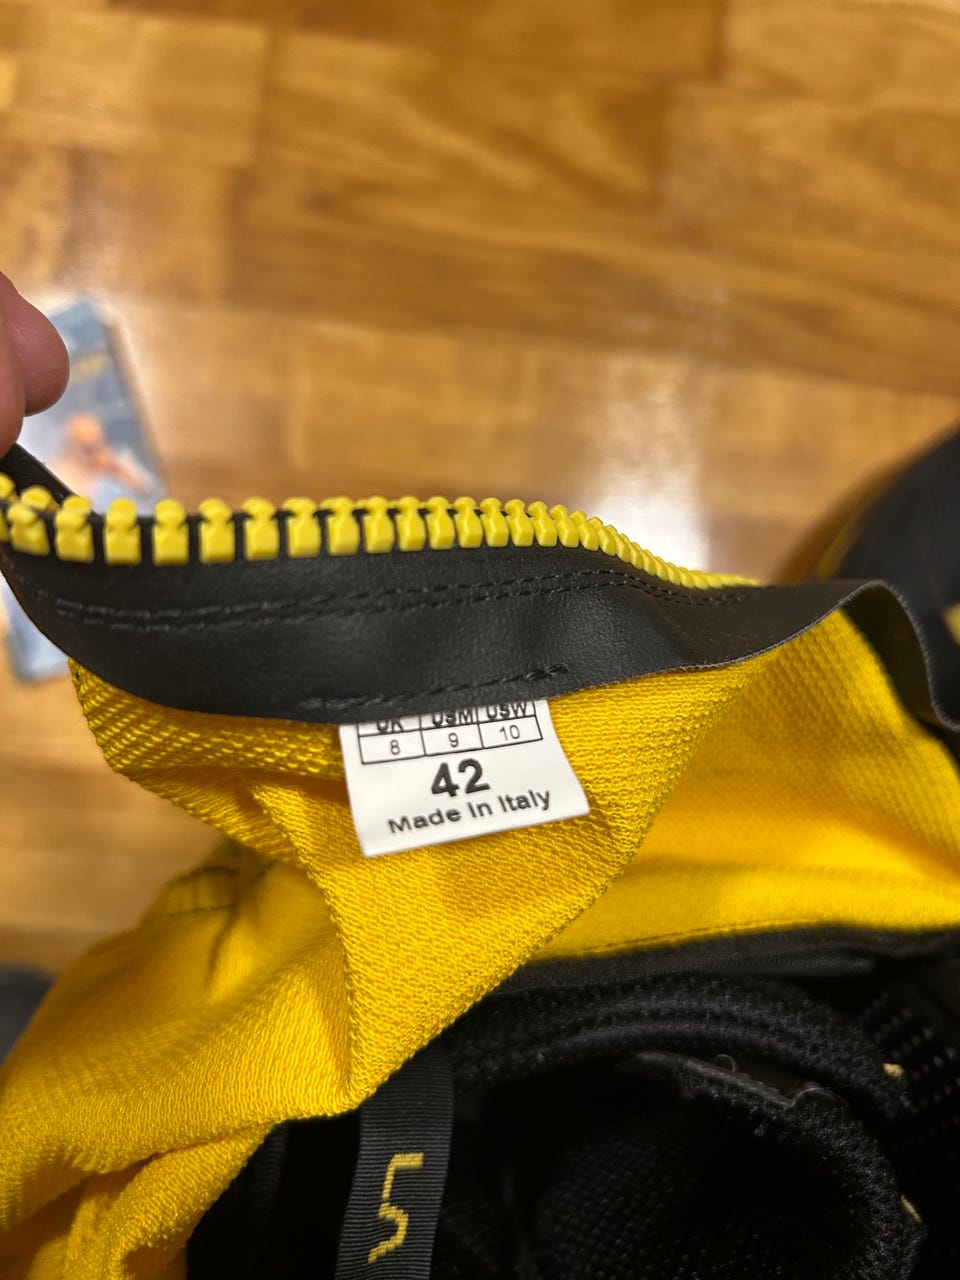 UK USM USW
8 9 10
42
Made In Italy